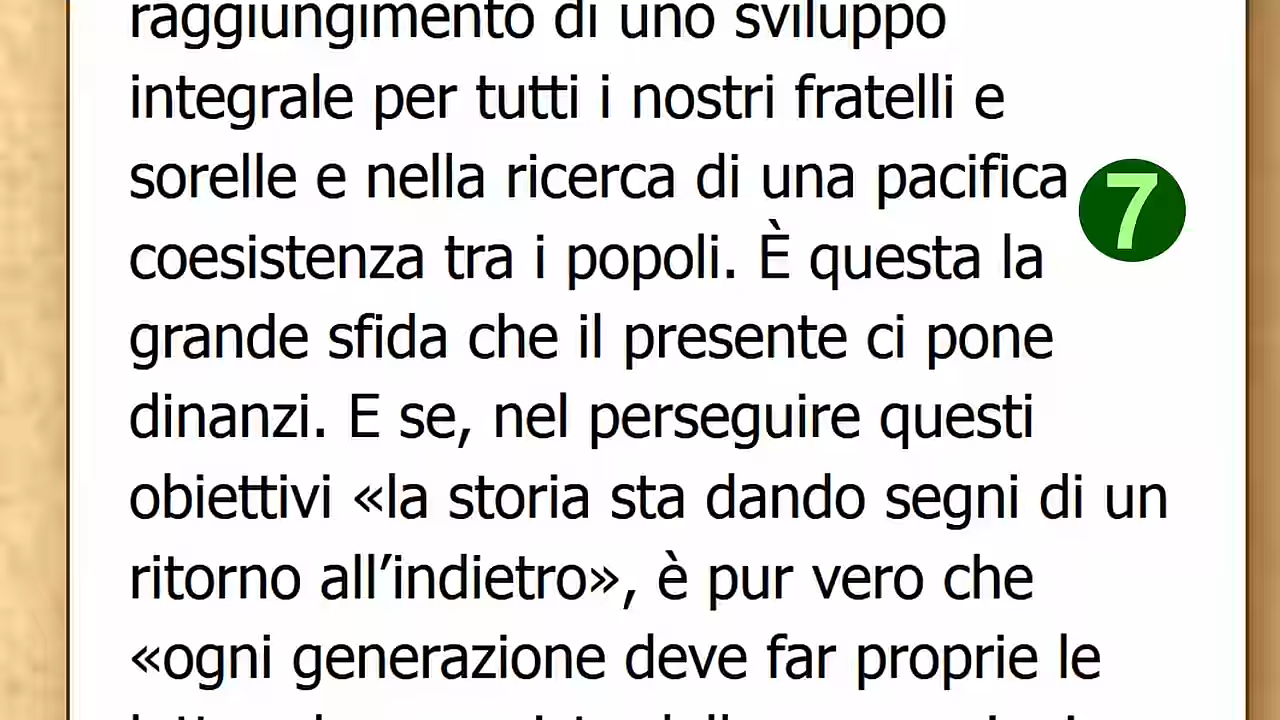 raggiungimento di uno sviluppo
integrale per tutti i nostri fratelli e
sorelle e nella ricerca di una pacifica
7
coesistenza tra i popoli. È questa la
grande sfida che il presente ci pone
dinanzi. E se, nel perseguire questi
obiettivi «la storia sta dando segni di un
ritorno all’indietro», è pur vero che
«ogni generazione deve far proprie le